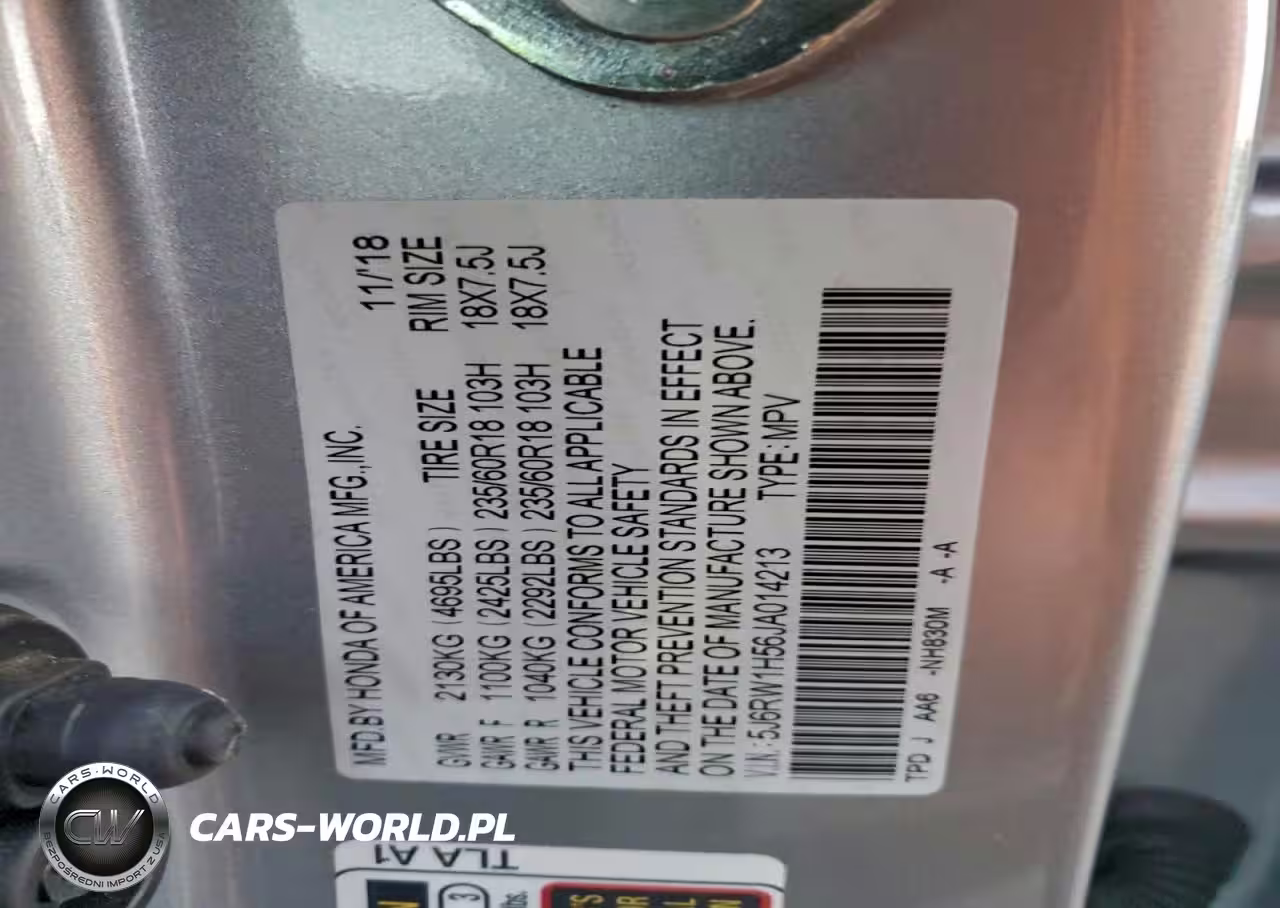 MFD.BY HONDA OF AMERICA MFG.,INC. 11/'18
TIRE SIZE RIM SIZE
GVWR 2130KG (4695LBS)
GAWR F 1100KG (2425LBS) 235/60R18 103H 18X7.5J
GAWR R 1040KG (2292LBS) 235/60R18 103H 18X7.5J
THIS VEHICLE CONFORMS TO ALL APPLICABLE
FEDERAL MOTOR VEHICLE SAFETY
AND THEFT PREVENTION STANDARDS IN EFFECT
ON THE DATE OF MANUFACTURE SHOWN ABOVE.
V.I.N.: 5J6RW1H56JA014213 TYPE: MPV
TPD J AA6 -NH830M -A -A
TLA A1
3
lbs.
CARS-WORLD
CW
BEZPOŚREDNI IMPORT Z USA
CARS-WORLD.PL